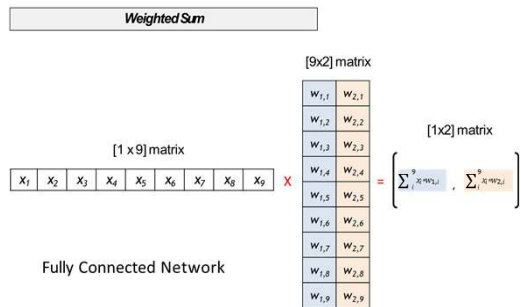 Weighted Sum
[9x2] matrix
[1 x 9] matrix
[1x2] matrix
x₁ x₂ x₃ x₄ x₅ x₆ x₇ x₈ x₉
X
w₁,₁ w₂,₁
w₁,₂ w₂,₂
w₁,₃ w₂,₃
w₁,₄ w₂,₄
w₁,₅ w₂,₅
w₁,₆ w₂,₆
w₁,₇ w₂,₇
w₁,₈ w₂,₈
w₁,₉ w₂,₉
=
[∑ᵢ⁹ xᵢ*w₁,ᵢ , ∑ᵢ⁹ xᵢ*w₂,ᵢ]
Fully Connected Network